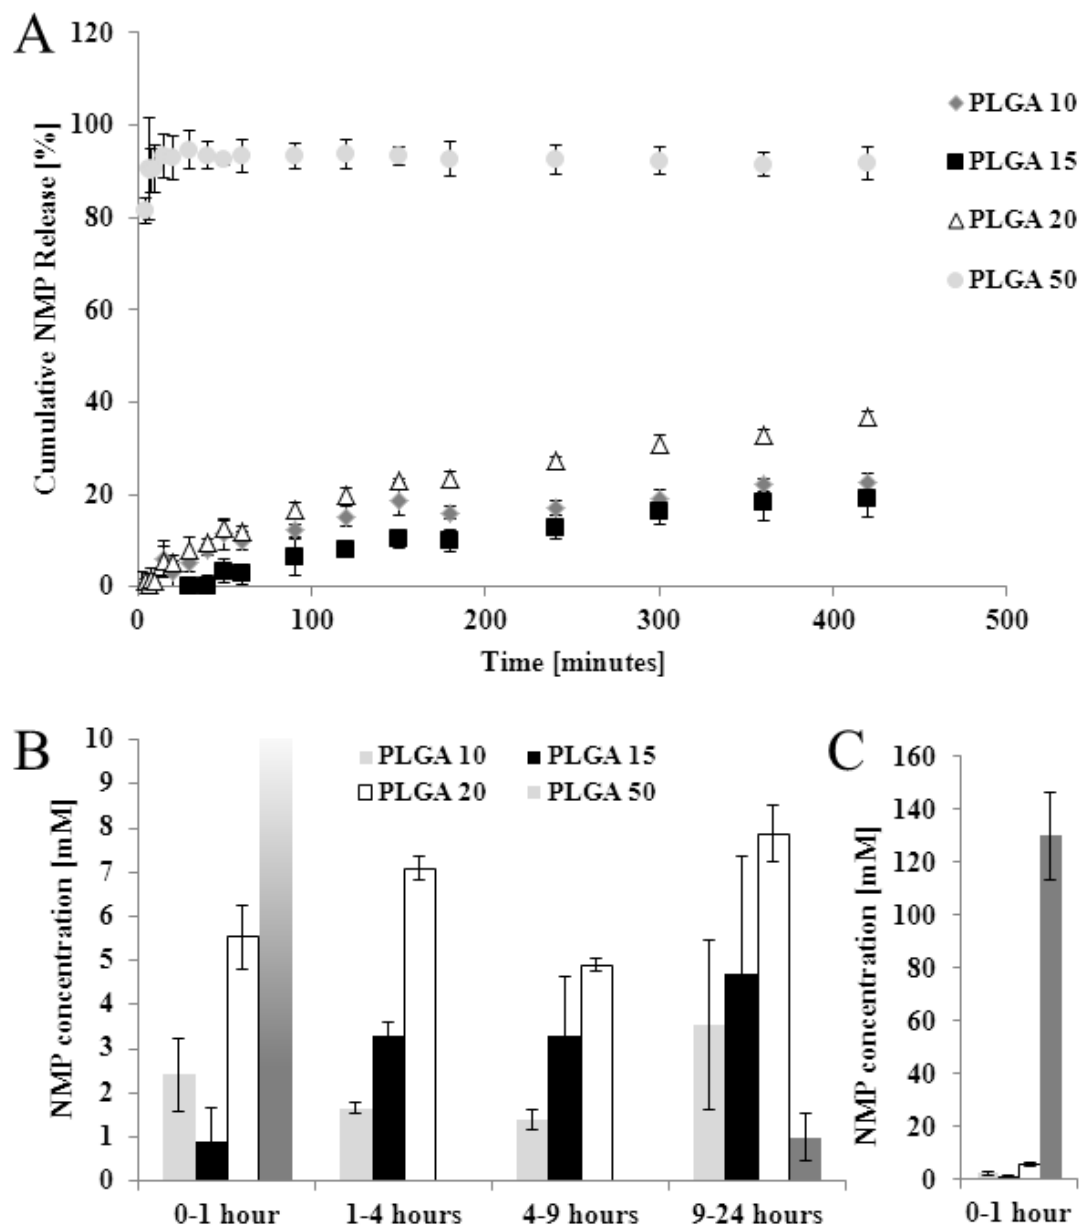 A
120
100
80
60
40
20
0
Cumulative NMP Release [%]
0 100 200 300 400 500
Time [minutes]
PLGA 10
PLGA 15
PLGA 20
PLGA 50
B
10
9
8
7
6
5
4
3
2
1
0
NMP concentration [mM]
PLGA 10 PLGA 15
PLGA 20 PLGA 50
0-1 hour 1-4 hours 4-9 hours 9-24 hours
C
160
140
120
100
80
60
40
20
0
NMP concentration [mM]
0-1 hour